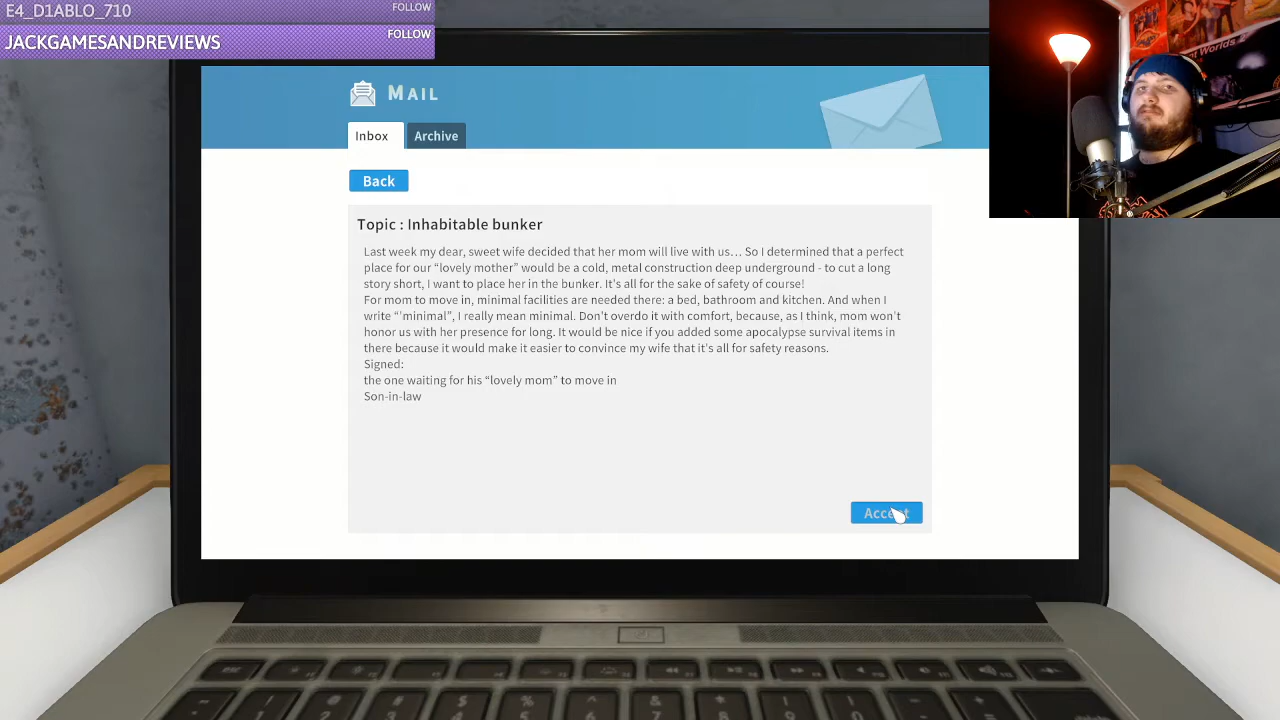 E4_D1ABLO_710
FOLLOW
JACKGAMESANDREVIEWS
FOLLOW
MAIL
Inbox
Archive
Back
Topic : Inhabitable bunker
Last week my dear, sweet wife decided that her mom will live with us… So I determined that a perfect
place for our “lovely mother” would be a cold, metal construction deep underground - to cut a long
story short, I want to place her in the bunker. It's all for the sake of safety of course!
For mom to move in, minimal facilities are needed there: a bed, bathroom and kitchen. And when I
write “'minimal”, I really mean minimal. Don't overdo it with comfort, because, as I think, mom won't
honor us with her presence for long. It would be nice if you added some apocalypse survival items in
there because it would make it easier to convince my wife that it's all for safety reasons.
Signed:
the one waiting for his “lovely mom” to move in
Son-in-law
Accept